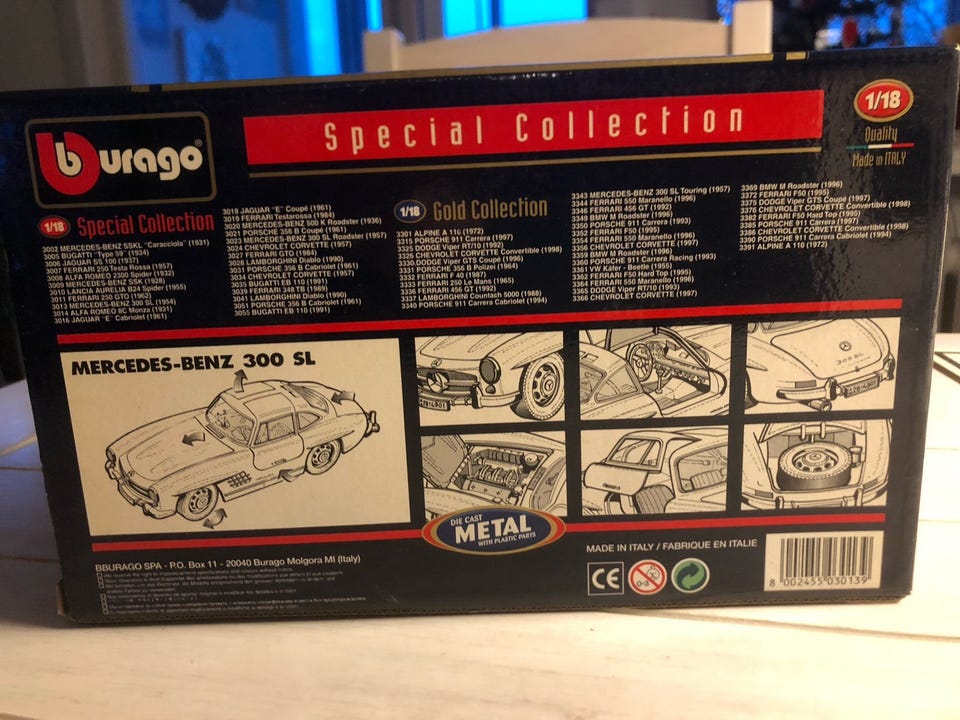 Special Collection
1/18
Quality
Made in ITALY
Burago®
1/18 Special Collection
3002 MERCEDES-BENZ SSKL "Caracciola" (1931)
3005 BUGATTI "Type 59" (1934)
3006 JAGUAR SS 100 (1937)
3007 FERRARI 250 Testa Rossa (1957)
3008 ALFA ROMEO 2300 Spider (1932)
3009 MERCEDES-BENZ SSK (1928)
3010 LANCIA AURELIA B24 Spider (1955)
3011 FERRARI 250 GTO (1962)
3013 MERCEDES-BENZ 300 SL (1954)
3014 ALFA ROMEO 8C Monza (1931)
3016 JAGUAR "E" Cabriolet (1961)
3018 JAGUAR "E" Coupé (1961)
3019 FERRARI Testarossa (1984)
3020 MERCEDES-BENZ 500 K Roadster (1936)
3021 PORSCHE 356 B Coupé (1961)
3023 MERCEDES-BENZ 300 SL Roadster (1957)
3024 CHEVROLET CORVETTE (1957)
3027 FERRARI GTO (1984)
3028 LAMBORGHINI Diablo (1990)
3031 PORSCHE 356 B Cabriolet (1961)
3034 CHEVROLET CORVETTE (1957)
3035 BUGATTI EB 110 (1991)
3039 FERRARI 348 TB (1989)
3041 LAMBORGHINI Diablo (1990)
3051 PORSCHE 356 B Cabriolet (1961)
3055 BUGATTI EB 110 (1991)
1/18 Gold Collection
3301 ALPINE A 110 (1972)
3315 PORSCHE 911 Carrera (1997)
3325 DODGE Viper RT/10 (1992)
3326 CHEVROLET CORVETTE Convertible (1998)
3335 DODGE Viper GTS Coupé (1996)
3331 PORSCHE 356 B Polizei (1964)
3332 FERRARI F 40 (1987)
3333 FERRARI 250 Le Mans (1965)
3336 FERRARI 456 GT (1992)
3337 LAMBORGHINI Countach 5000 (1988)
3340 PORSCHE 911 Carrera Cabriolet (1994)
3343 MERCEDES-BENZ 300 SL Touring (1957)
3344 FERRARI 550 Maranello (1996)
3346 FERRARI 456 GT (1992)
3349 BMW M Roadster (1996)
3350 PORSCHE 911 Carrera (1993)
3352 FERRARI F50 (1995)
3354 FERRARI 550 Maranello (1996)
3356 CHEVROLET CORVETTE (1997)
3359 BMW M Roadster (1996)
3360 PORSCHE 911 Carrera Racing (1993)
3361 VW Käfer - Beetle (1955)
3362 FERRARI F50 Hard Top (1995)
3364 FERRARI 550 Maranello (1996)
3365 DODGE Viper RT/10 (1993)
3366 CHEVROLET CORVETTE (1997)
3369 BMW M Roadster (1996)
3372 FERRARI F50 (1995)
3375 DODGE Viper GTS Coupé (1997)
3376 CHEVROLET CORVETTE Convertible (1998)
3382 FERRARI F50 Hard Top (1995)
3385 PORSCHE 911 Carrera (1997)
3386 CHEVROLET CORVETTE Convertible (1998)
3390 PORSCHE 911 Carrera Cabriolet (1994)
3391 ALPINE A 110 (1972)
MERCEDES-BENZ 300 SL
300 SL
DIE CAST
METAL
WITH PLASTIC PARTS
BBURAGO SPA - P.O. Box 11 - 20040 Burago Molgora MI (Italy)
MADE IN ITALY / FABRIQUE EN ITALIE
CE
0-3
8 002455 030139